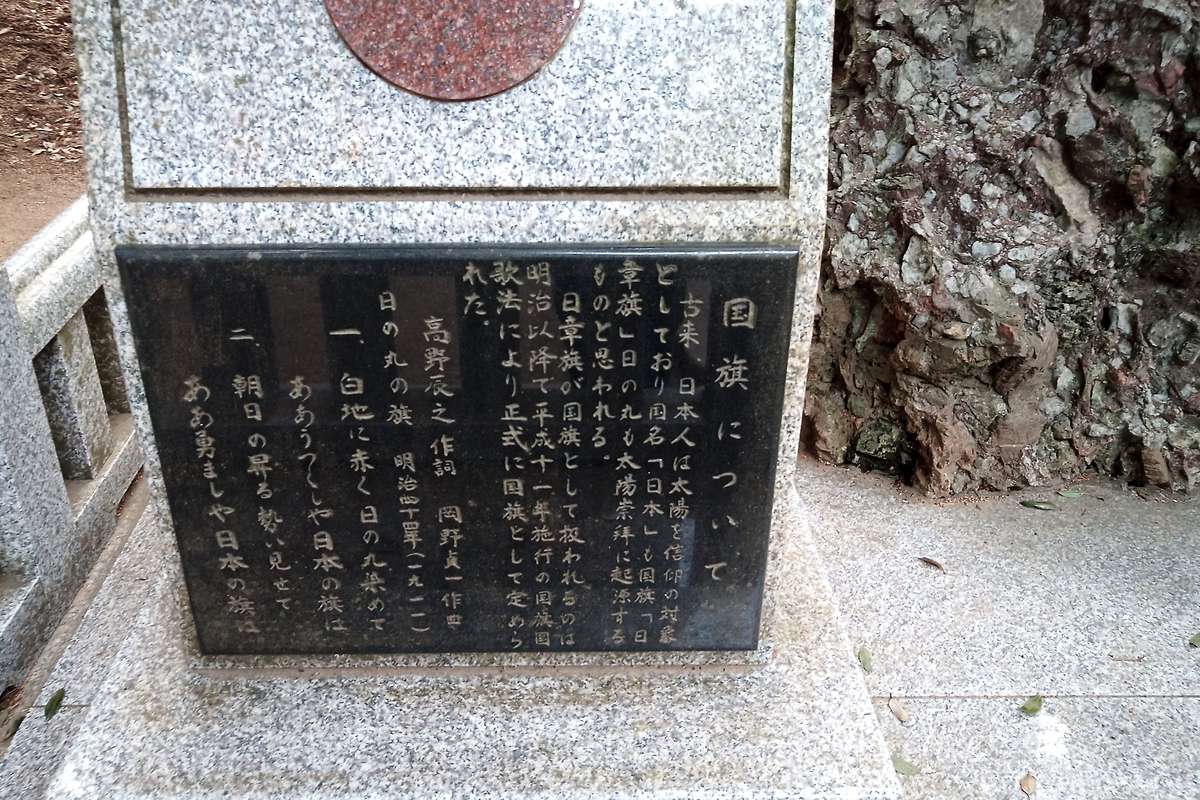 国旗について
古来、日本人は太陽を信仰の対象
としており国名「日本」も国旗「日
章旗」日の丸も太陽崇拝に起源する
ものと思われる。
日章旗が国旗として扱われるのは
明治以降で平成十一年施行の国旗国
歌法により正式に国旗として定めら
れた。
高野辰之 作詞 岡野貞一 作曲
日の丸の旗 明治四十四年(一九一一)
一、白地に赤く日の丸染めて
ああうつくしや日本の旗は
二、朝日の昇る勢い見せて
ああ勇ましや日本の旗は